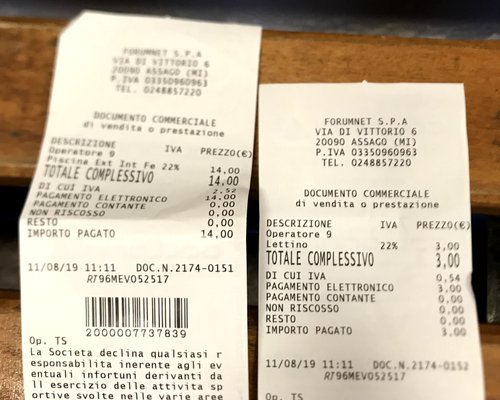 FORUMNET S.P.A
VIA DI VITTORIO 6
20090 ASSAGO (MI)
P.IVA 03350960963
TEL. 0248857220
DOCUMENTO COMMERCIALE
di vendita o prestazione
DESCRIZIONE IVA PREZZO(€)
Operatore 9
Piscina Ext Int Fe 22% 14,00
TOTALE COMPLESSIVO 14,00
DI CUI IVA 2,52
PAGAMENTO ELETTRONICO 14,00
PAGAMENTO CONTANTE 0,00
NON RISCOSSO 0,00
RESTO 0,00
IMPORTO PAGATO 14,00
11/08/19 11:11 DOC.N.2174-0151
RT96MEV052517
2000007737839
Op. TS
La Societa declina qualsiasi r
esponsabilita inerente agli ev
entuali infortuni derivanti da
ll esercizio delle attivita sp
ortive svolte nelle varie aree
FORUMNET S.P.A
VIA DI VITTORIO 6
20090 ASSAGO (MI)
P.IVA 03350960963
TEL. 0248857220
DOCUMENTO COMMERCIALE
di vendita o prestazione
DESCRIZIONE IVA PREZZO(€)
Operatore 9
Lettino 22% 3,00
TOTALE COMPLESSIVO 3,00
DI CUI IVA 0,54
PAGAMENTO ELETTRONICO 3,00
PAGAMENTO CONTANTE 0,00
NON RISCOSSO 0,00
RESTO 0,00
IMPORTO PAGATO 3,00
11/08/19 11:11 DOC.N.2174-0152
RT96MEV052517
Op. TS